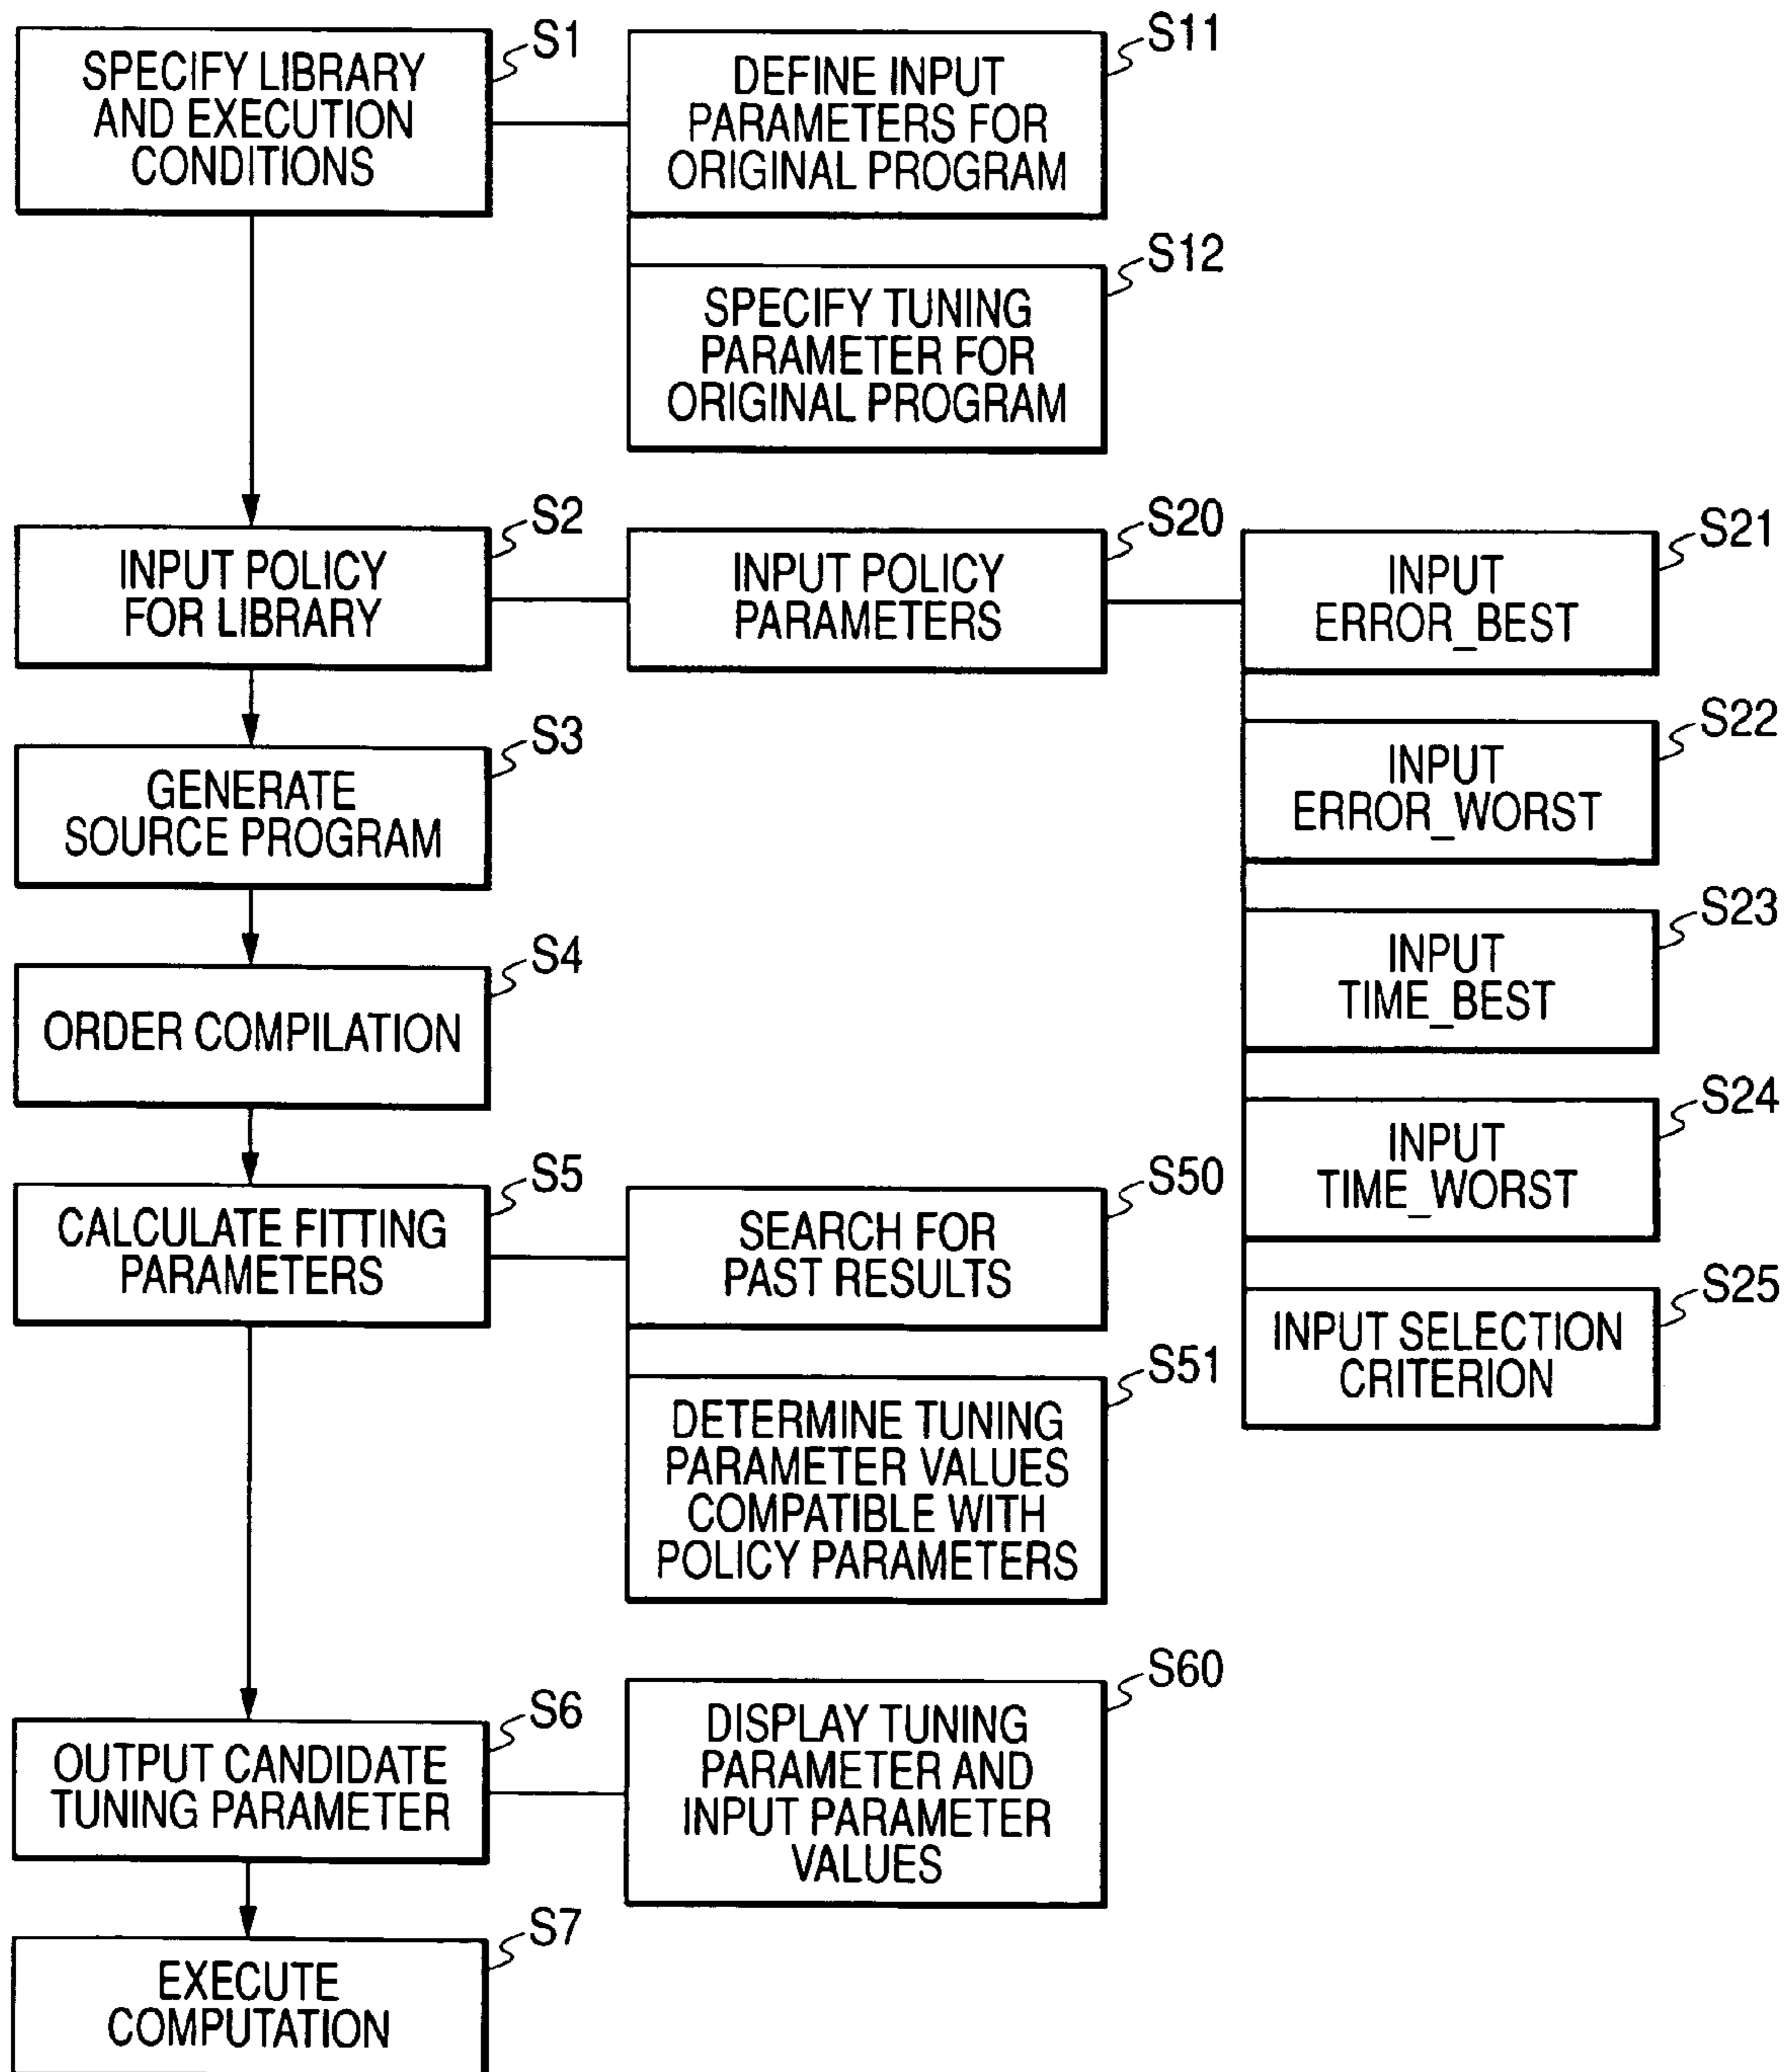 SPECIFY LIBRARY
AND EXECUTION
CONDITIONS
S1
DEFINE INPUT
PARAMETERS FOR
ORIGINAL PROGRAM
S11
SPECIFY TUNING
PARAMETER FOR
ORIGINAL PROGRAM
S12
INPUT POLICY
FOR LIBRARY
S2
INPUT POLICY
PARAMETERS
S20
INPUT
ERROR_BEST
S21
INPUT
ERROR_WORST
S22
INPUT
TIME_BEST
S23
INPUT
TIME_WORST
S24
INPUT SELECTION
CRITERION
S25
GENERATE
SOURCE PROGRAM
S3
ORDER COMPILATION
S4
CALCULATE FITTING
PARAMETERS
S5
SEARCH FOR
PAST RESULTS
S50
DETERMINE TUNING
PARAMETER VALUES
COMPATIBLE WITH
POLICY PARAMETERS
S51
OUTPUT CANDIDATE
TUNING PARAMETER
S6
DISPLAY TUNING
PARAMETER AND
INPUT PARAMETER
VALUES
S60
EXECUTE
COMPUTATION
S7